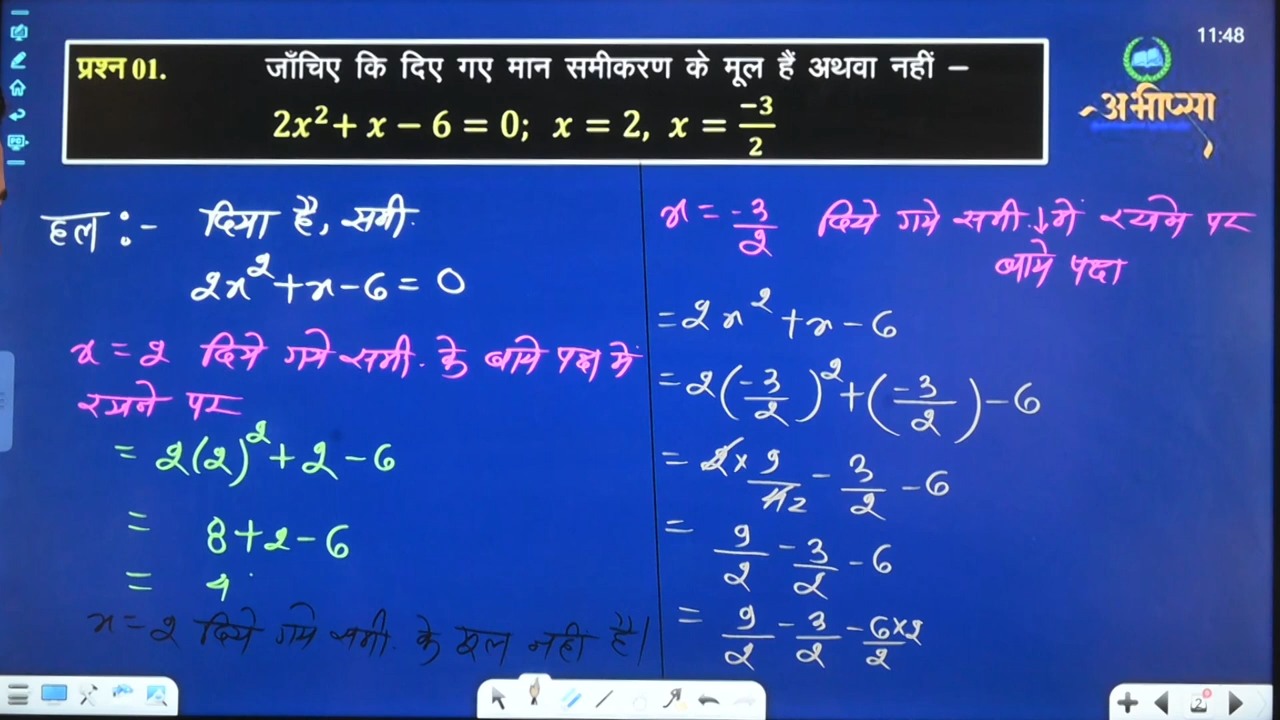 11:48
प्रश्न 01. जाँचिए कि दिए गए मान समीकरण के मूल हैं अथवा नहीं –
2x² + x – 6 = 0; x = 2, x = -3/2
अभीप्सा
हल :- दिया है, समी.
2x² + x - 6 = 0
x = 2 दिये गये समी. के बाये पक्ष में
रखने पर
= 2(2)² + 2 - 6
= 8 + 2 - 6
= 4
x = 2 दिये गये समी. के मूल नही है।
x = -3/2 दिये गये समी. ↓ में रखने पर
बाये पक्ष
= 2x² + x - 6
= 2(-3/2)² + (-3/2) - 6
= 2 × 9/4 2 - 3/2 - 6
= 9/2 - 3/2 - 6
= 9/2 - 3/2 - 6×2/2
2